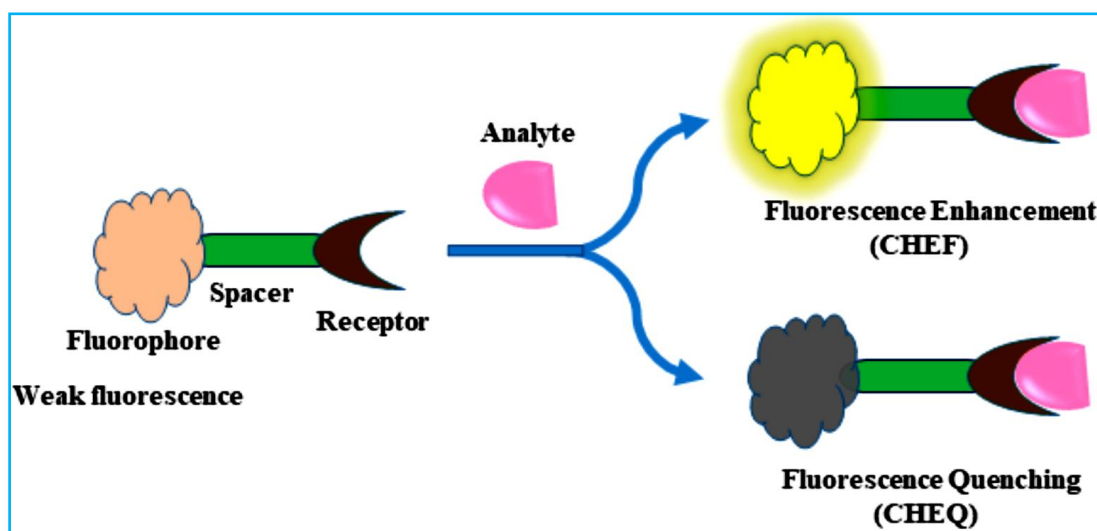 Analyte
Spacer
Receptor
Fluorophore
Weak fluorescence
Fluorescence Enhancement
(CHEF)
Fluorescence Quenching
(CHEQ)